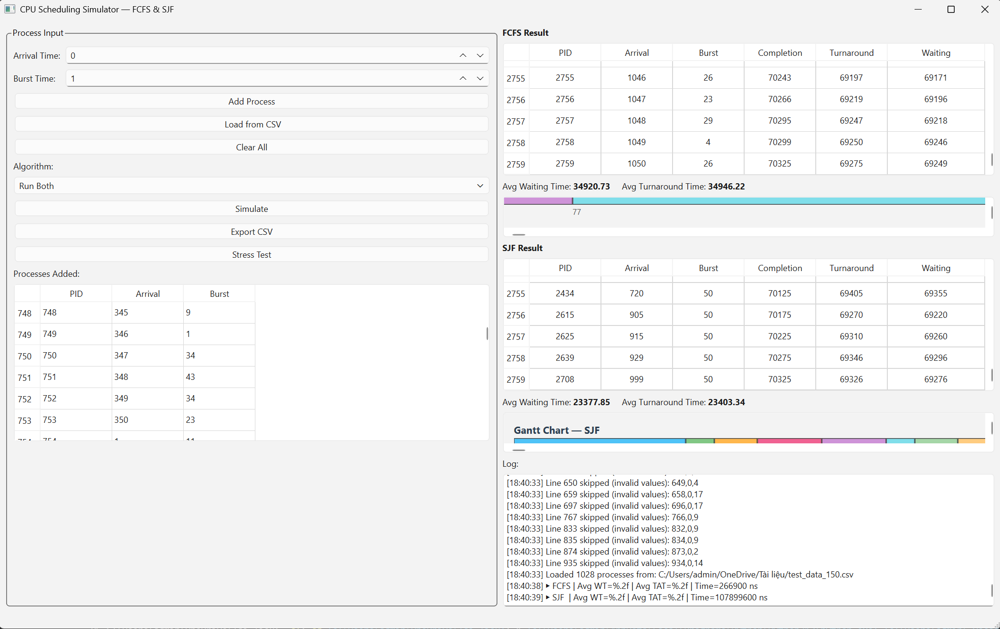 CPU Scheduling Simulator — FCFS & SJF
Process Input
Arrival Time: 0
Burst Time: 1
Add Process
Load from CSV
Clear All
Algorithm:
Run Both
Simulate
Export CSV
Stress Test
Processes Added:
PID Arrival Burst
748 748 345 9
749 749 346 1
750 750 347 34
751 751 348 43
752 752 349 34
753 753 350 23
754 754 1 11
FCFS Result
PID Arrival Burst Completion Turnaround Waiting
2755 2755 1046 26 70243 69197 69171
2756 2756 1047 23 70266 69219 69196
2757 2757 1048 29 70295 69247 69218
2758 2758 1049 4 70299 69250 69246
2759 2759 1050 26 70325 69275 69249
Avg Waiting Time: 34920.73 Avg Turnaround Time: 34946.22
77
SJF Result
PID Arrival Burst Completion Turnaround Waiting
2755 2434 720 50 70125 69405 69355
2756 2615 905 50 70175 69270 69220
2757 2625 915 50 70225 69310 69260
2758 2639 929 50 70275 69346 69296
2759 2708 999 50 70325 69326 69276
Avg Waiting Time: 23377.85 Avg Turnaround Time: 23403.34
Gantt Chart — SJF
Log:
[18:40:33] Line 650 skipped (invalid values): 649,0,4
[18:40:33] Line 659 skipped (invalid values): 658,0,17
[18:40:33] Line 697 skipped (invalid values): 696,0,17
[18:40:33] Line 767 skipped (invalid values): 766,0,9
[18:40:33] Line 833 skipped (invalid values): 832,0,9
[18:40:33] Line 835 skipped (invalid values): 834,0,9
[18:40:33] Line 874 skipped (invalid values): 873,0,2
[18:40:33] Line 935 skipped (invalid values): 934,0,14
[18:40:33] Loaded 1028 processes from: C:/Users/admin/OneDrive/Tài liệu/test_data_150.csv
[18:40:38] ▶ FCFS | Avg WT=%.2f | Avg TAT=%.2f | Time=266900 ns
[18:40:39] ▶ SJF | Avg WT=%.2f | Avg TAT=%.2f | Time=107899600 ns